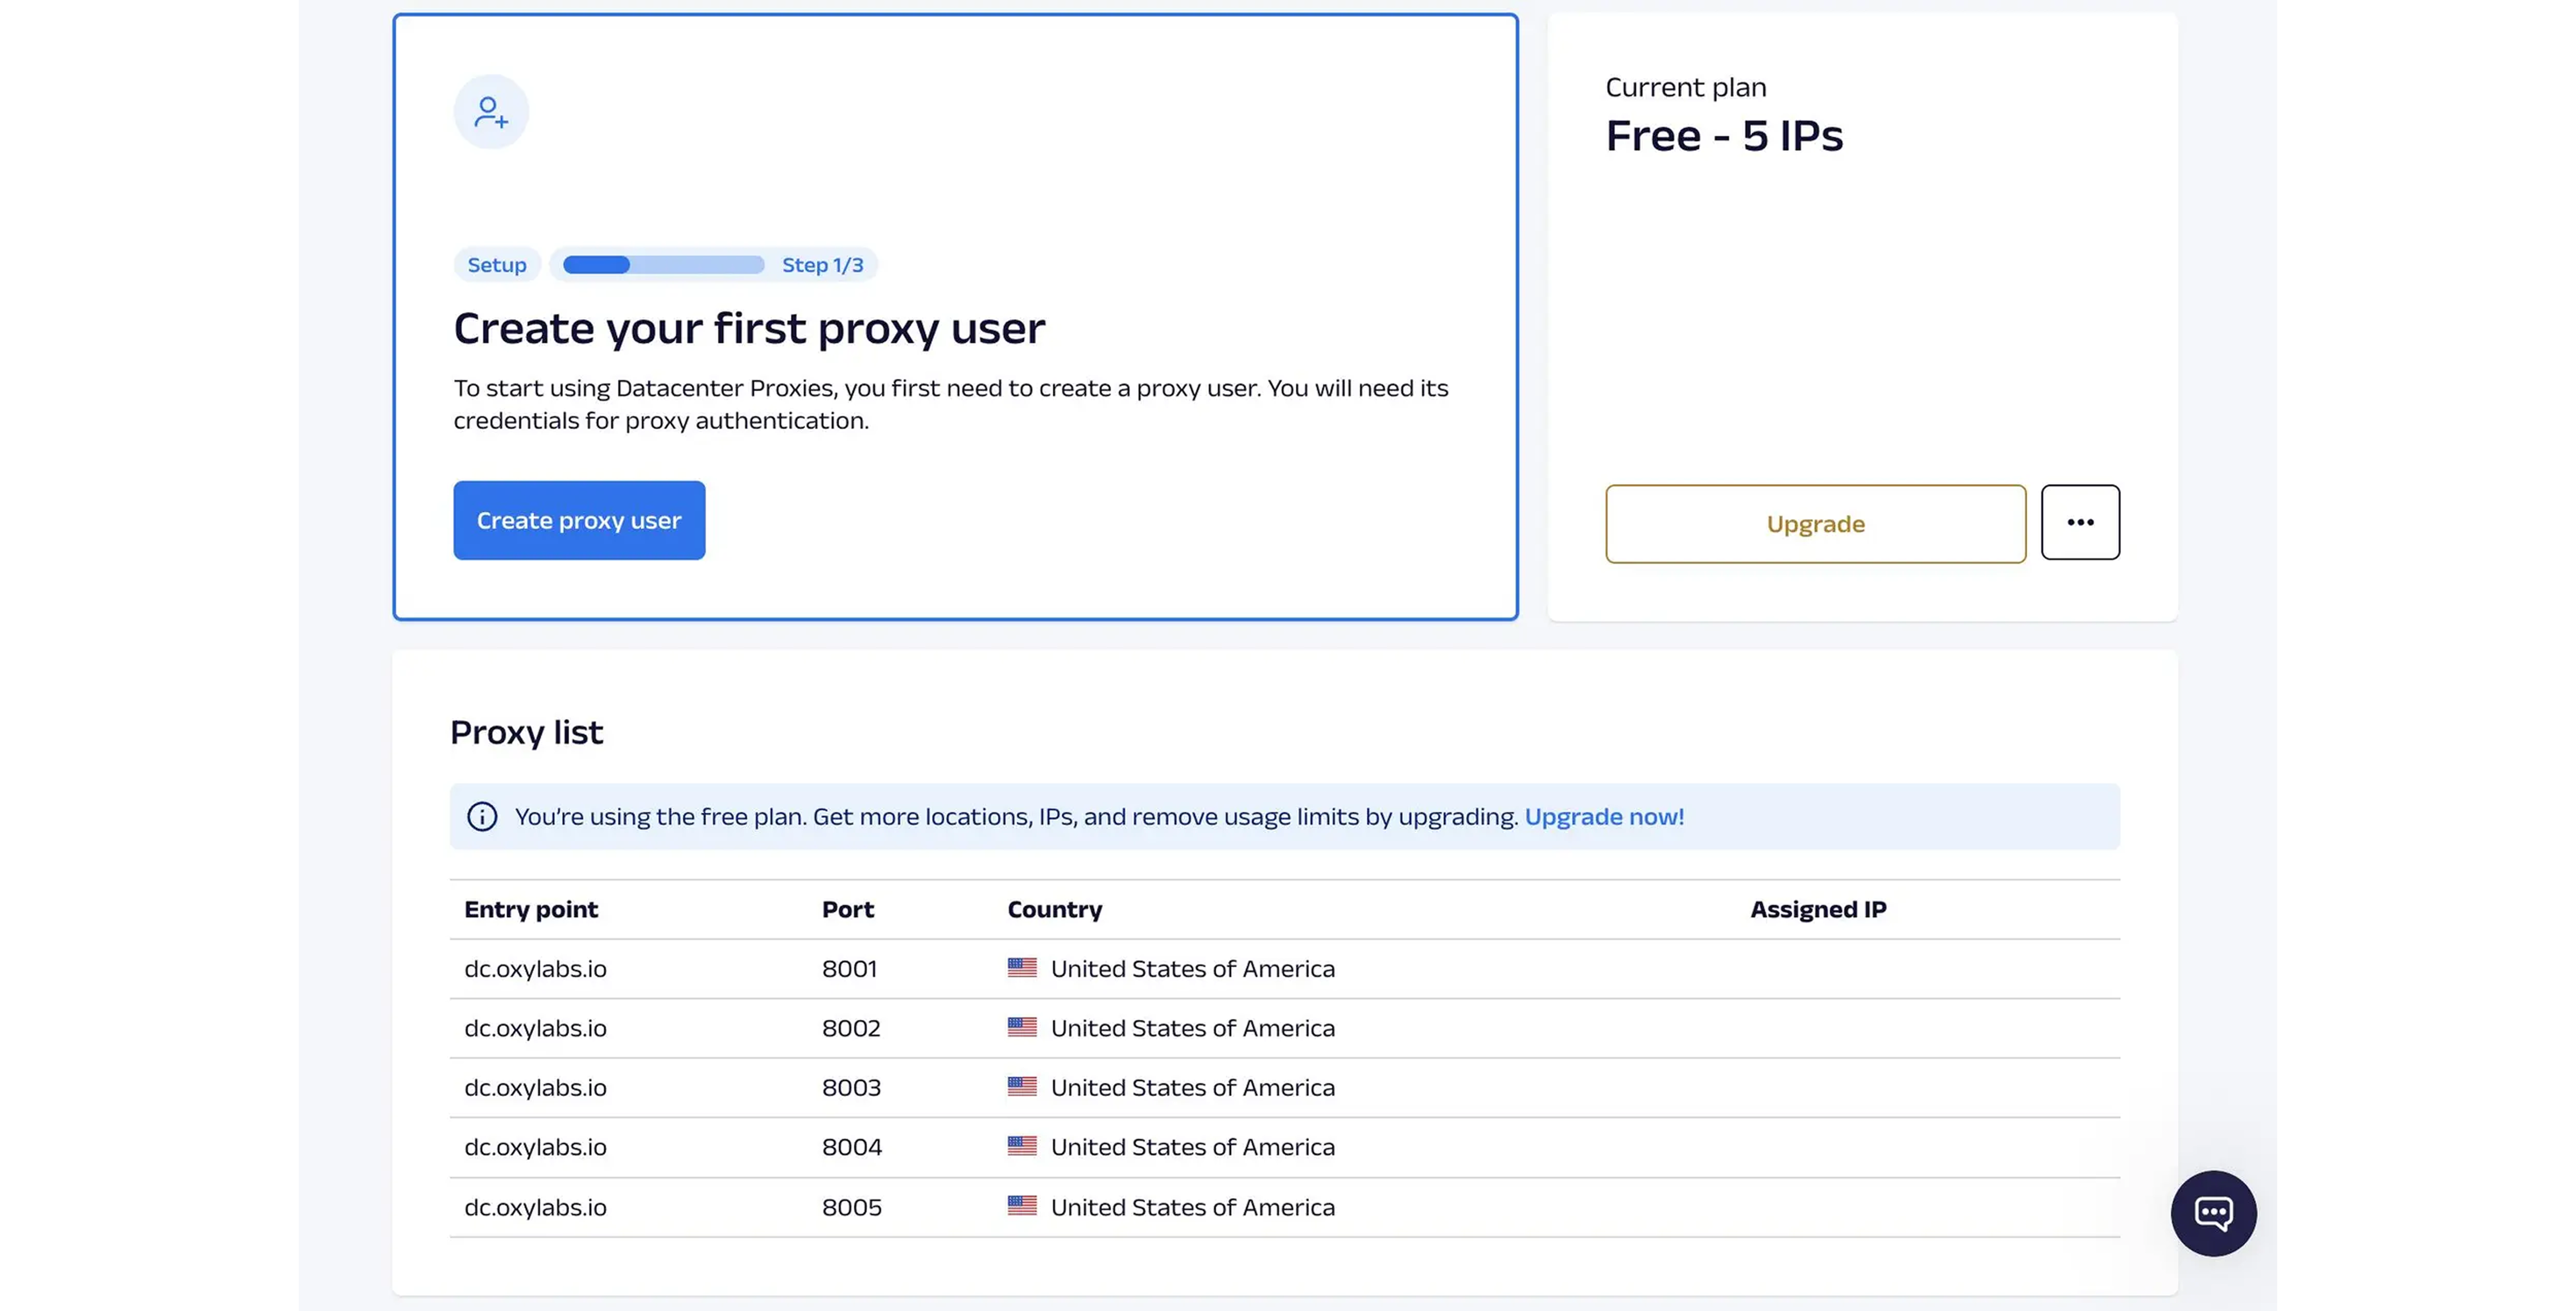 Setup
Step 1/3
Create your first proxy user
To start using Datacenter Proxies, you first need to create a proxy user. You will need its
credentials for proxy authentication.
Create proxy user
Current plan
Free - 5 IPs
Upgrade
Proxy list
You're using the free plan. Get more locations, IPs, and remove usage limits by upgrading. Upgrade now!
Entry point Port Country Assigned IP
dc.oxylabs.io 8001 United States of America
dc.oxylabs.io 8002 United States of America
dc.oxylabs.io 8003 United States of America
dc.oxylabs.io 8004 United States of America
dc.oxylabs.io 8005 United States of America